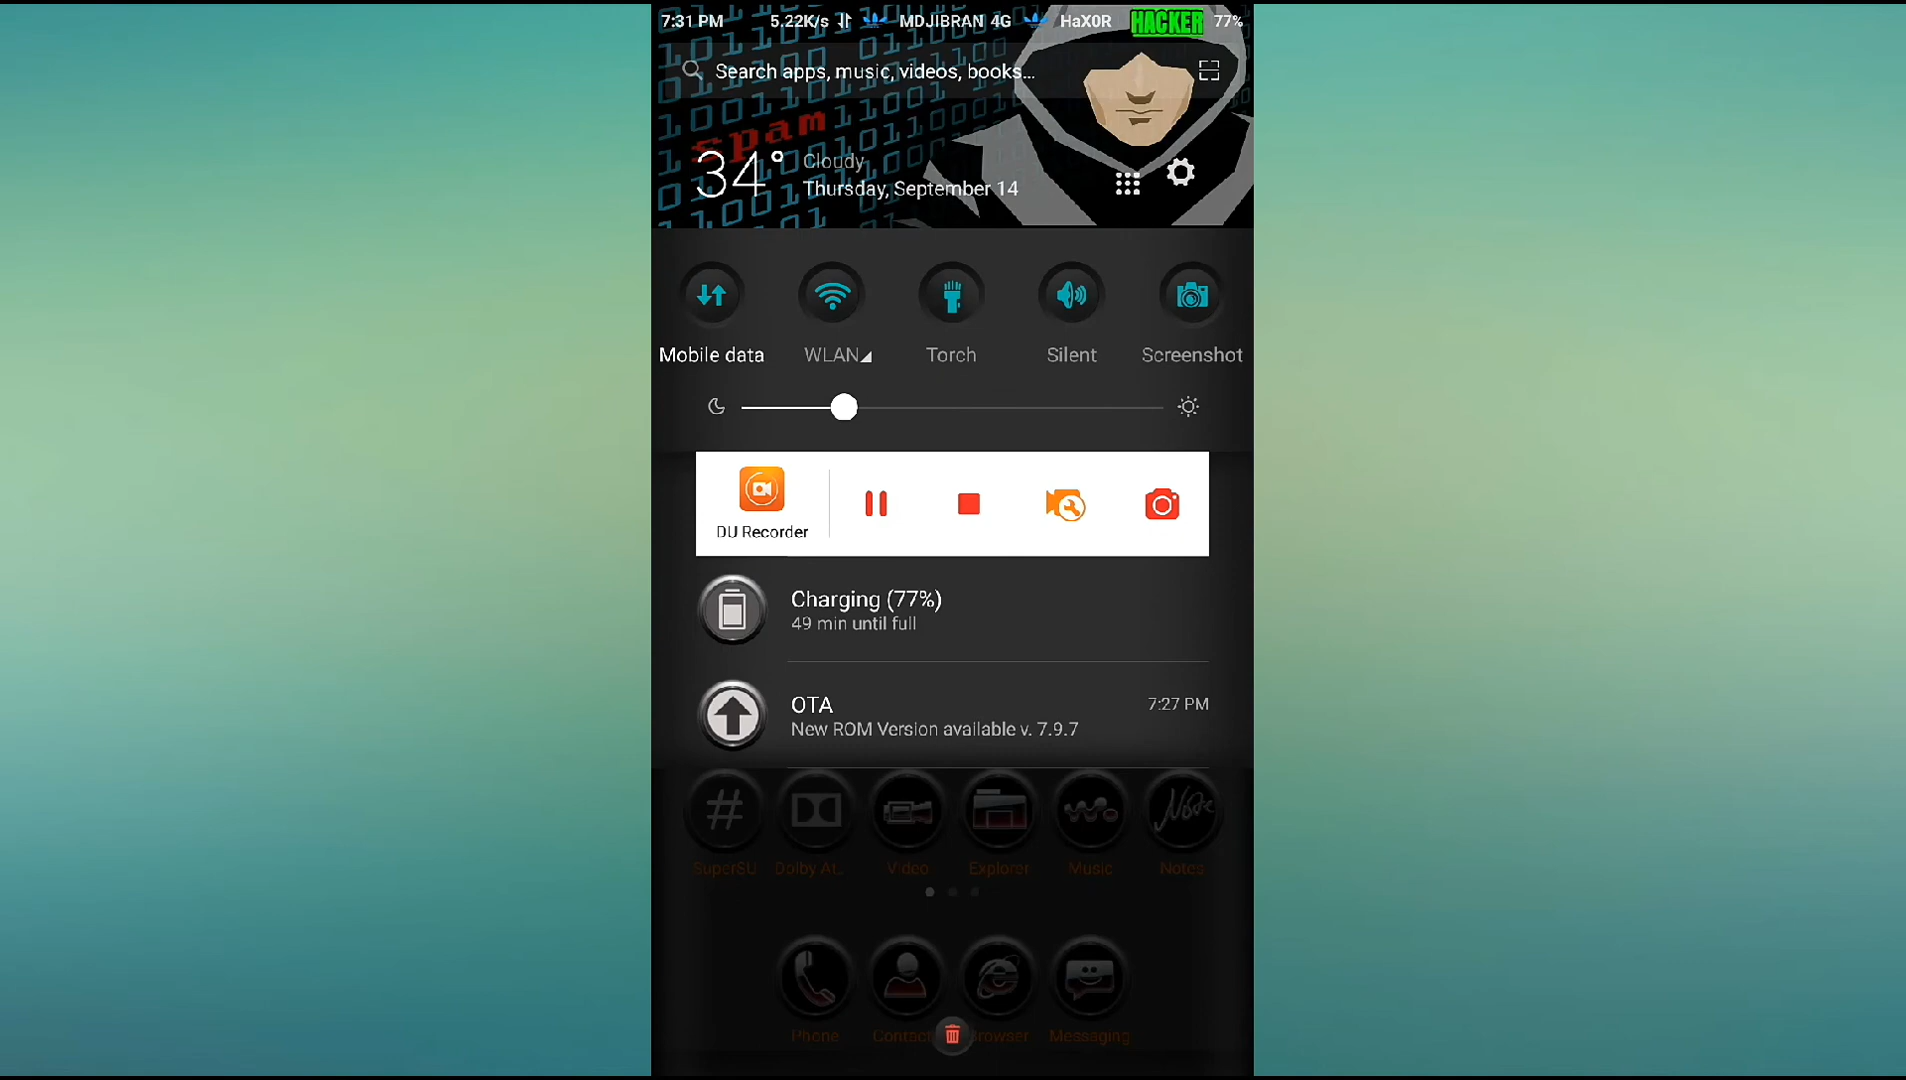 7:31 PM 5.22K/s MDJIBRAN 4G HaX0R HACKER 77%
Search apps, music, videos, books...
spam
34° Cloudy
Thursday, September 14
Mobile data WLAN Torch Silent Screenshot
DU Recorder
Charging (77%)
49 min until full
OTA 7:27 PM
New ROM Version available v. 7.9.7
SuperSU Dolby At.. Video Explorer Music Notes
Phone Contact rowser Messaging